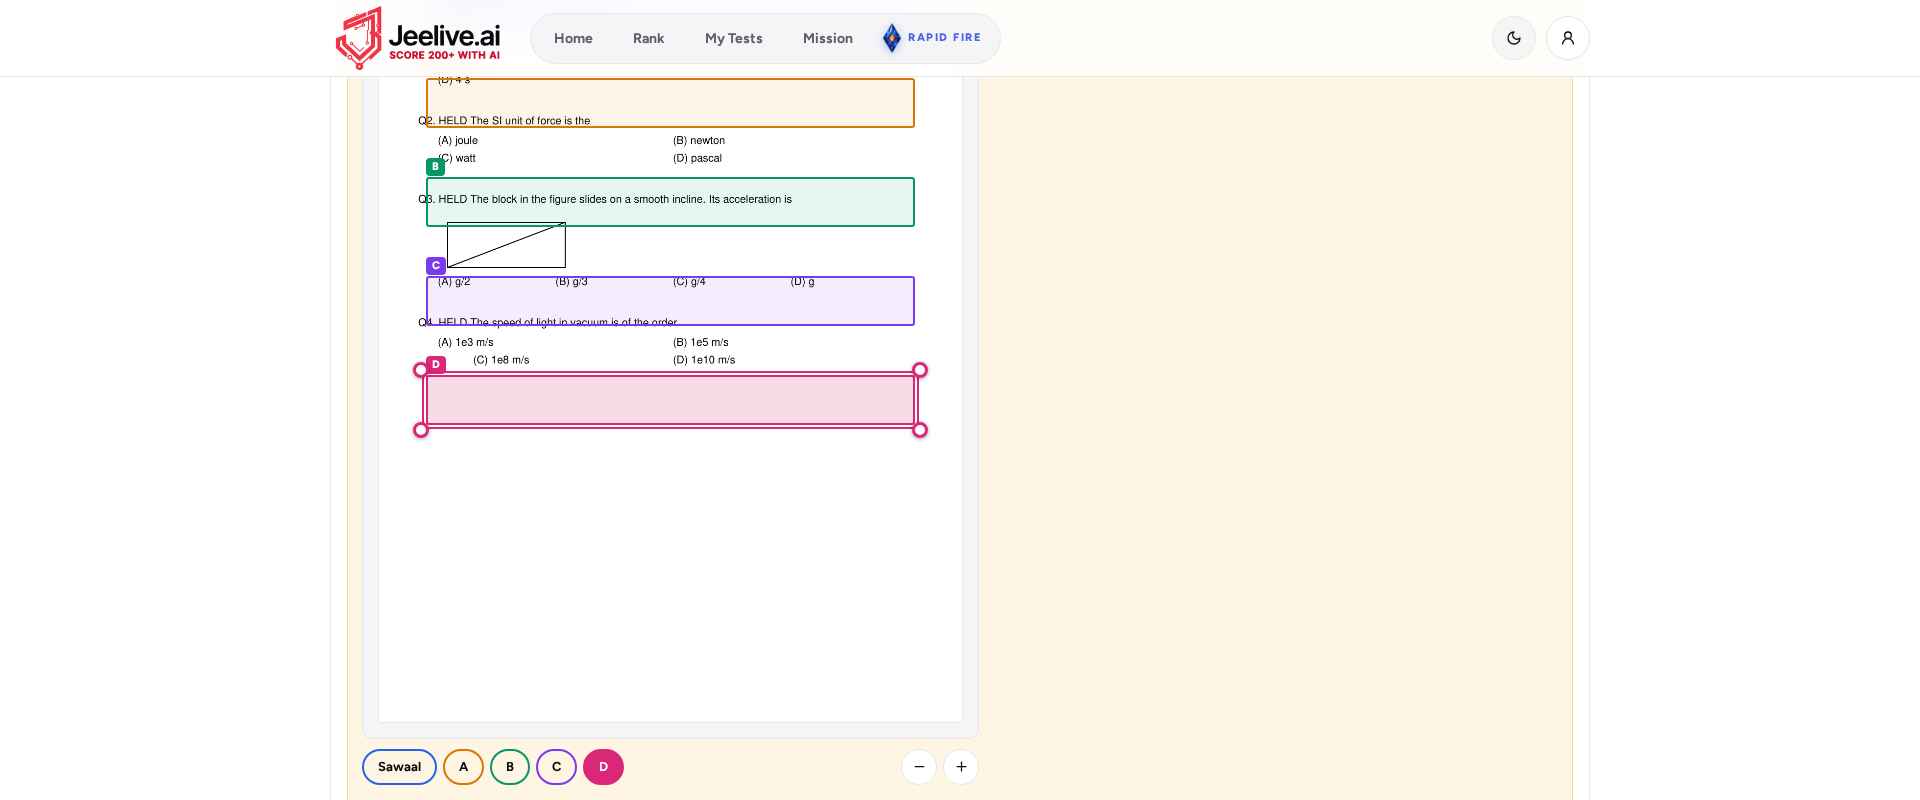 Jeelive.ai
SCORE 200+ WITH AI
Home Rank My Tests Mission RAPID FIRE
(D) 4 s
Q2. HELD The SI unit of force is the
(A) joule (B) newton
(C) watt (D) pascal
B
Q3. HELD The block in the figure slides on a smooth incline. Its acceleration is
C
(A) g/2 (B) g/3 (C) g/4 (D) g
Q4. HELD The speed of light in vacuum is of the order
(A) 1e3 m/s (B) 1e5 m/s
(C) 1e8 m/s (D) 1e10 m/s
D
Sawaal A B C D − +